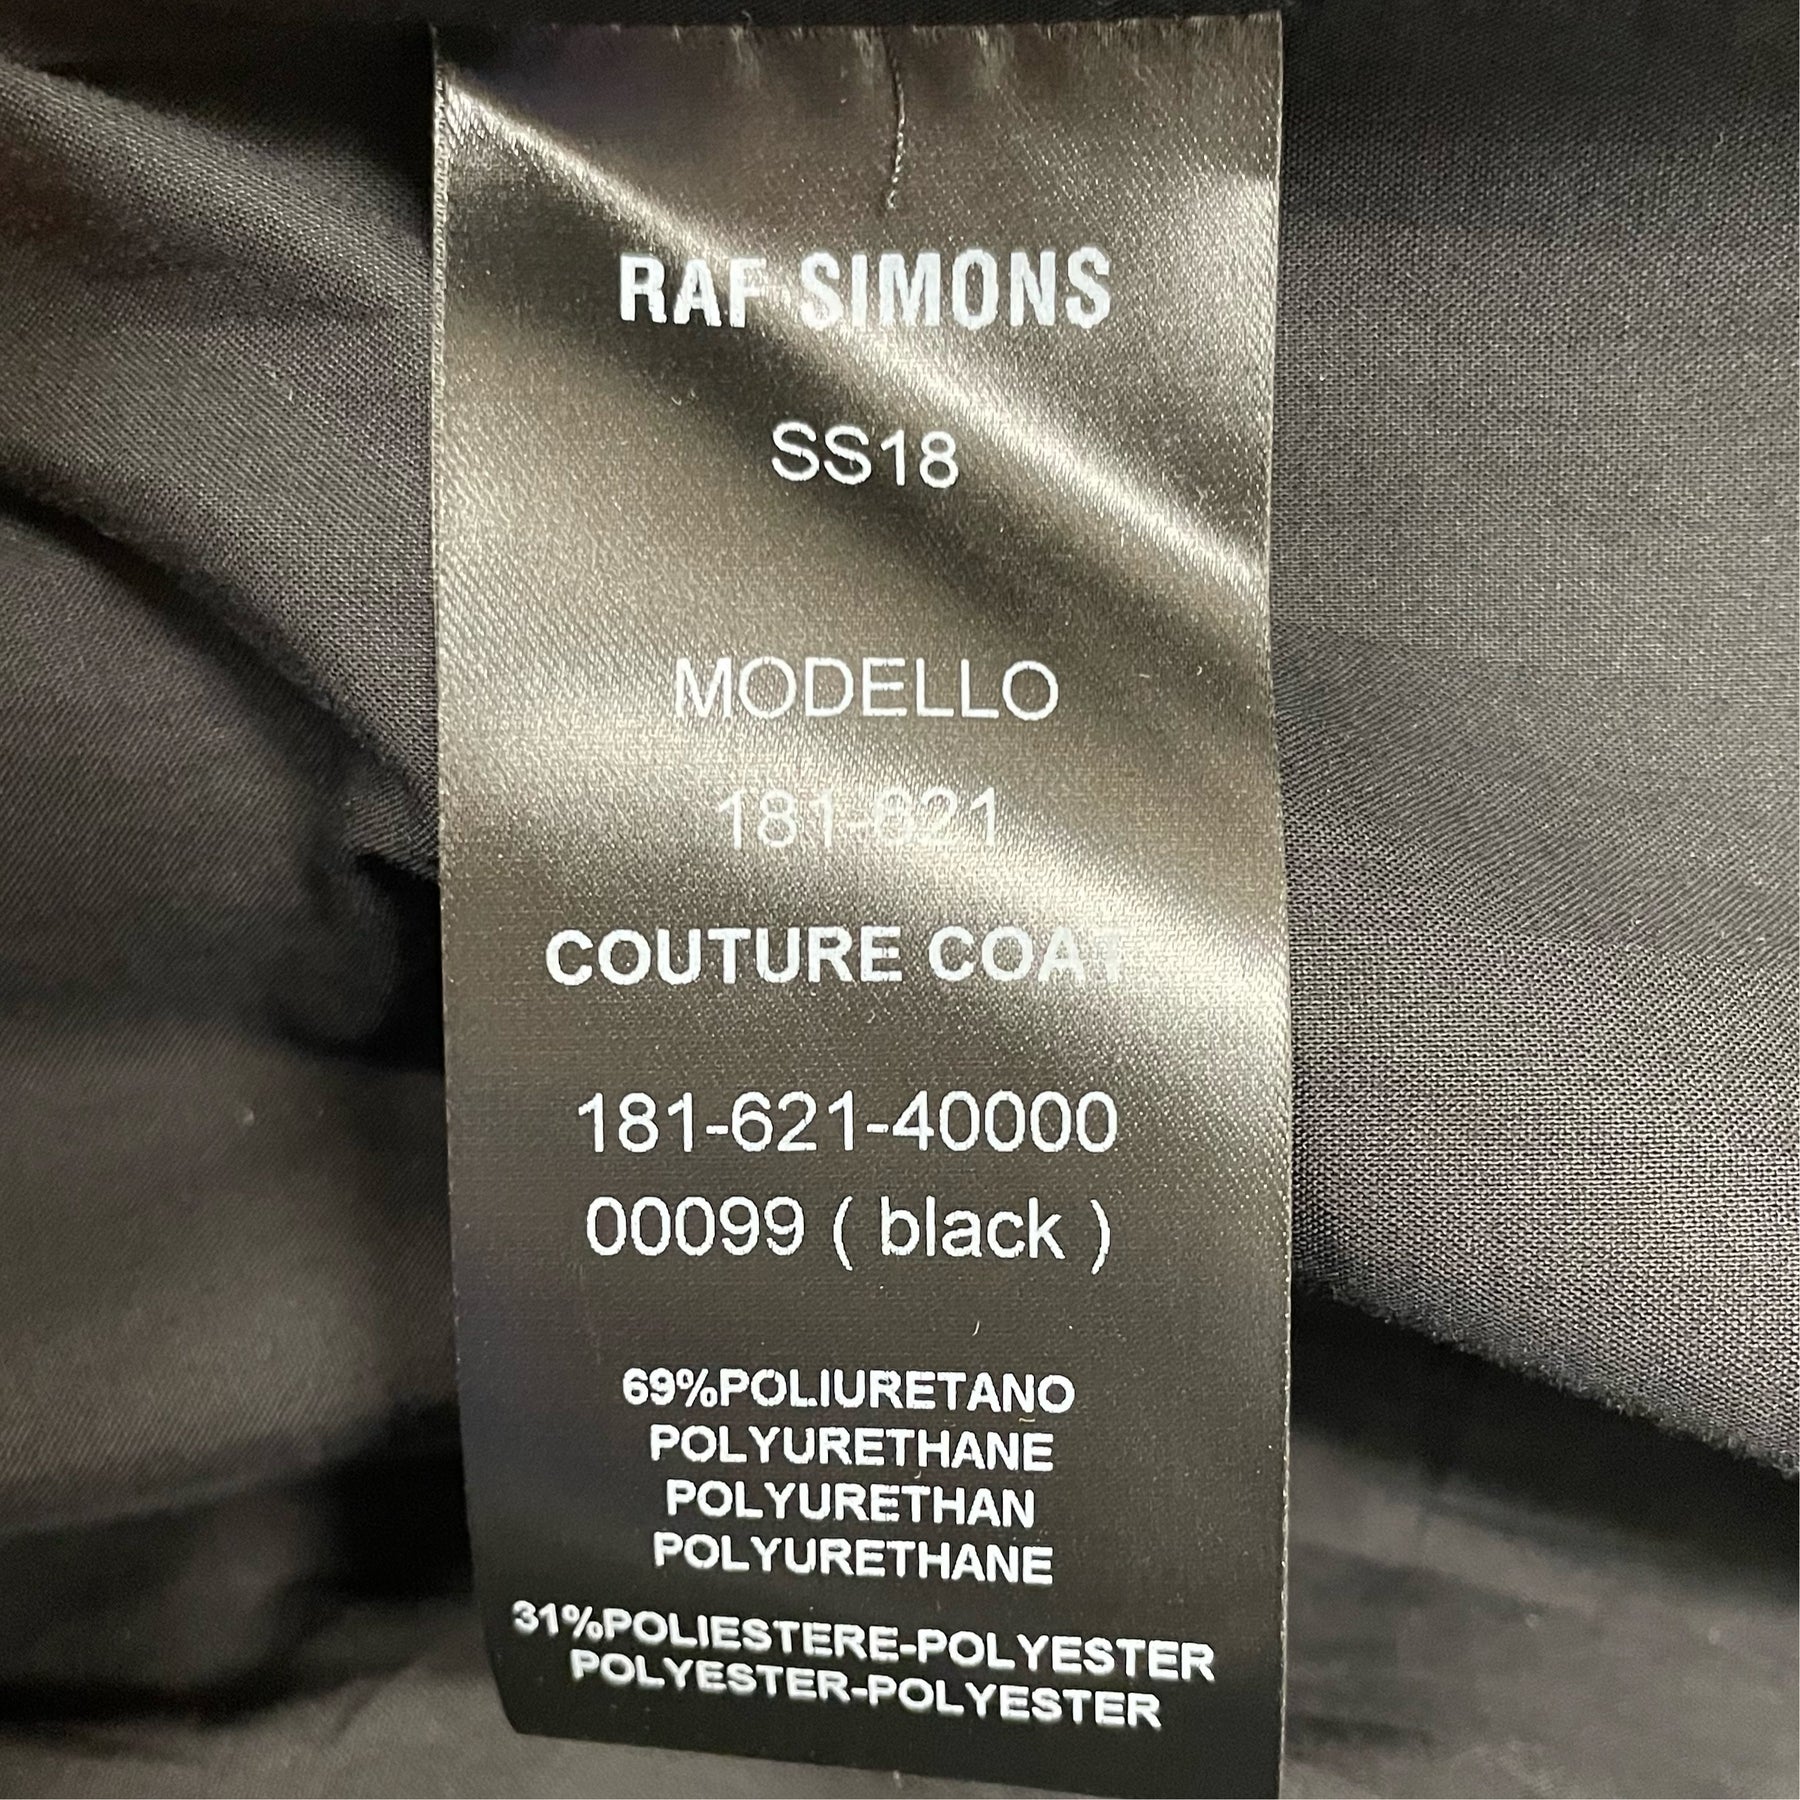 RAF SIMONS
SS18
MODELLO
181-621
COUTURE COAT
181-621-40000
00099 ( black )
69%POLIURETANO
POLYURETHANE
POLYURETHAN
POLYURETHANE
31%POLIESTERE-POLYESTER
POLYESTER-POLYESTER